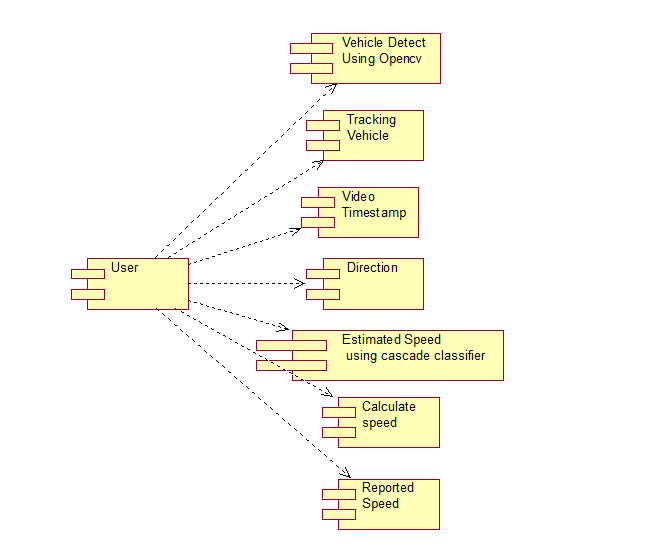 Vehicle Detect
Using Opencv
Tracking
Vehicle
Video
Timestamp
User
Direction
Estimated Speed
using cascade classifier
Calculate
speed
Reported
Speed